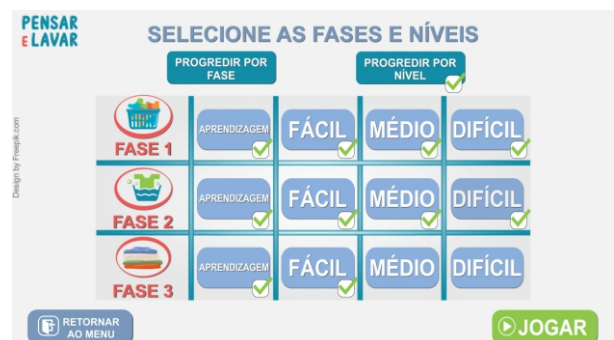 PENSAR
E LAVAR
SELECIONE AS FASES E NÍVEIS
PROGREDIR POR
FASE
PROGREDIR POR
NÍVEL
Design by Freepik.com
FASE 1
APRENDIZAGEM
FÁCIL
MÉDIO
DIFÍCIL
FASE 2
APRENDIZAGEM
FÁCIL
MÉDIO
DIFÍCIL
FASE 3
APRENDIZAGEM
FÁCIL
MÉDIO
DIFÍCIL
RETORNAR
AO MENU
JOGAR